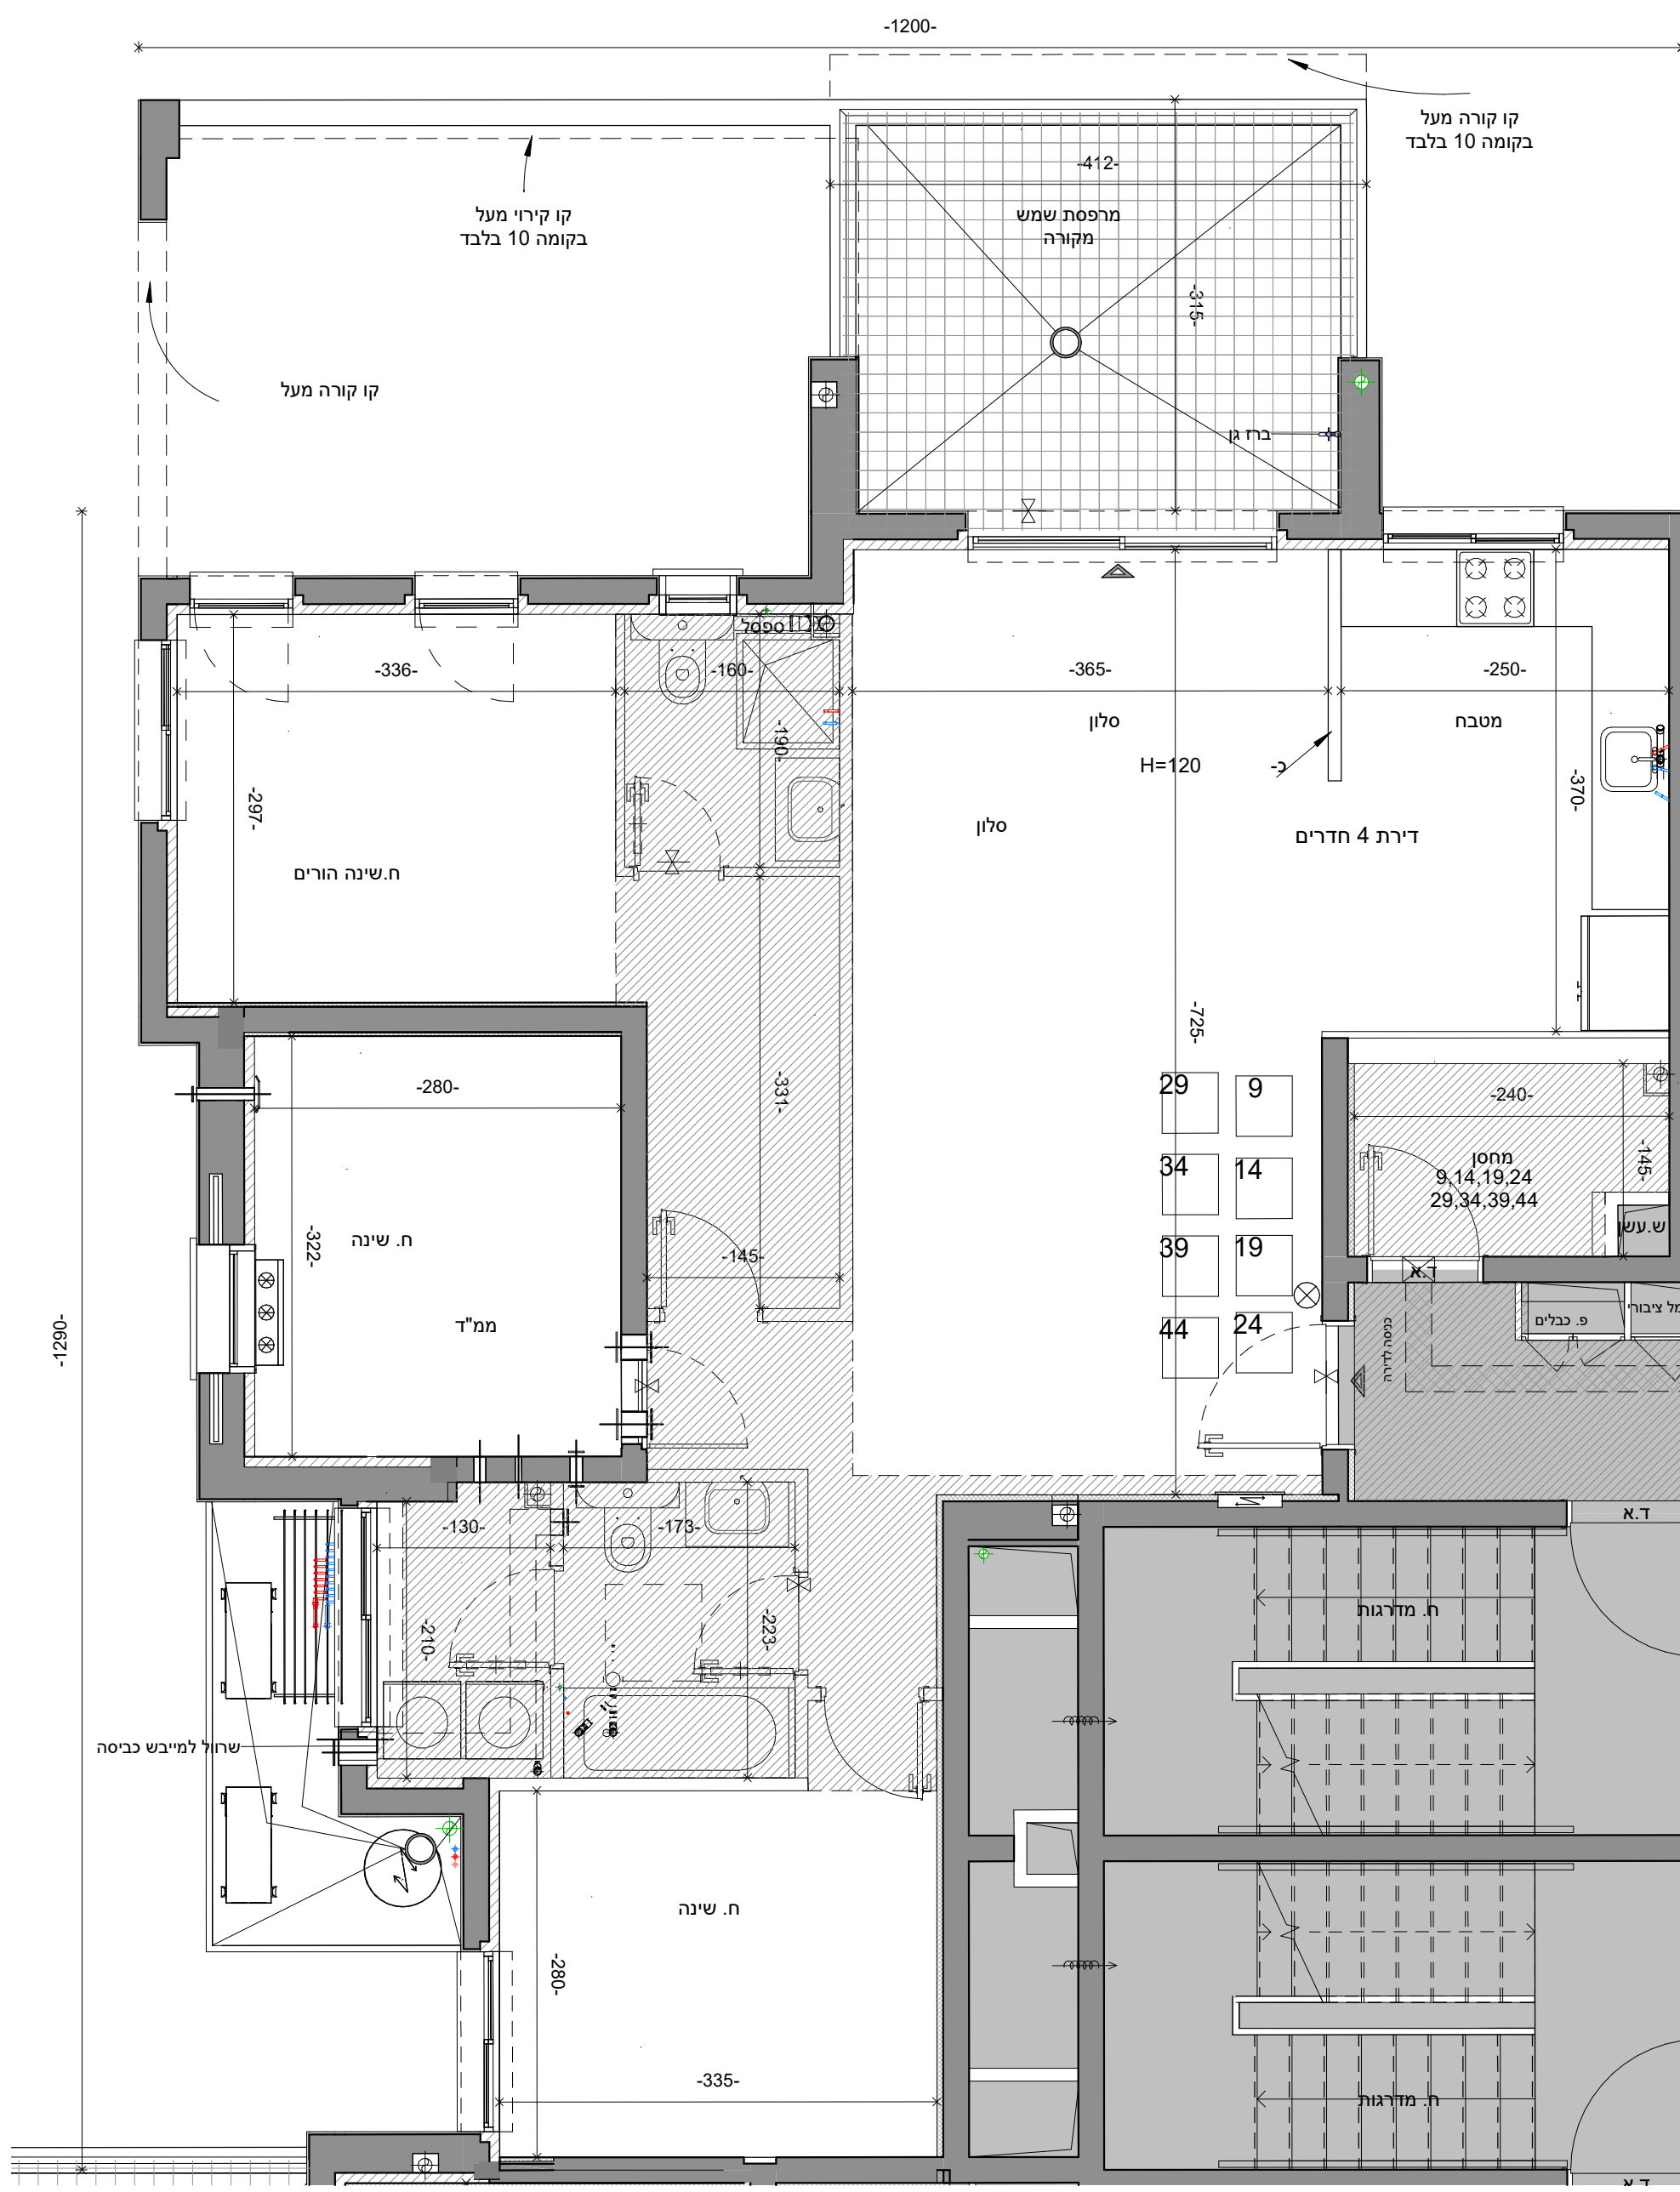 -1200-
קו קורה מעל
בקומה 10 בלבד
-412-
קו קירוי מעל
בקומה 10 בלבד
מרפסת שמש
מקורה
-315-
קו קורה מעל
ברז גן
ספסל
-336-
-160-
-365-
-250-
סלון
מטבח
-190-
H=120
כ-
-370-
-297-
סלון
דירת 4 חדרים
ח.שינה הורים
-725-
-280-
-331-
29
9
-240-
-145-
34
14
מחסן
9,14,19,24
29,34,39,44
ש.עשן
-322-
ח. שינה
-145-
39
19
ד.א
מל ציבורי
פ. כבלים
ממ"ד
44
24
כניסה לדירה
-1290-
-130-
-173-
ד.א
-210-
-223-
ח. מדרגות
שרוול למייבש כביסה
ח. שינה
-280-
-335-
ח. מדרגות
ד.א